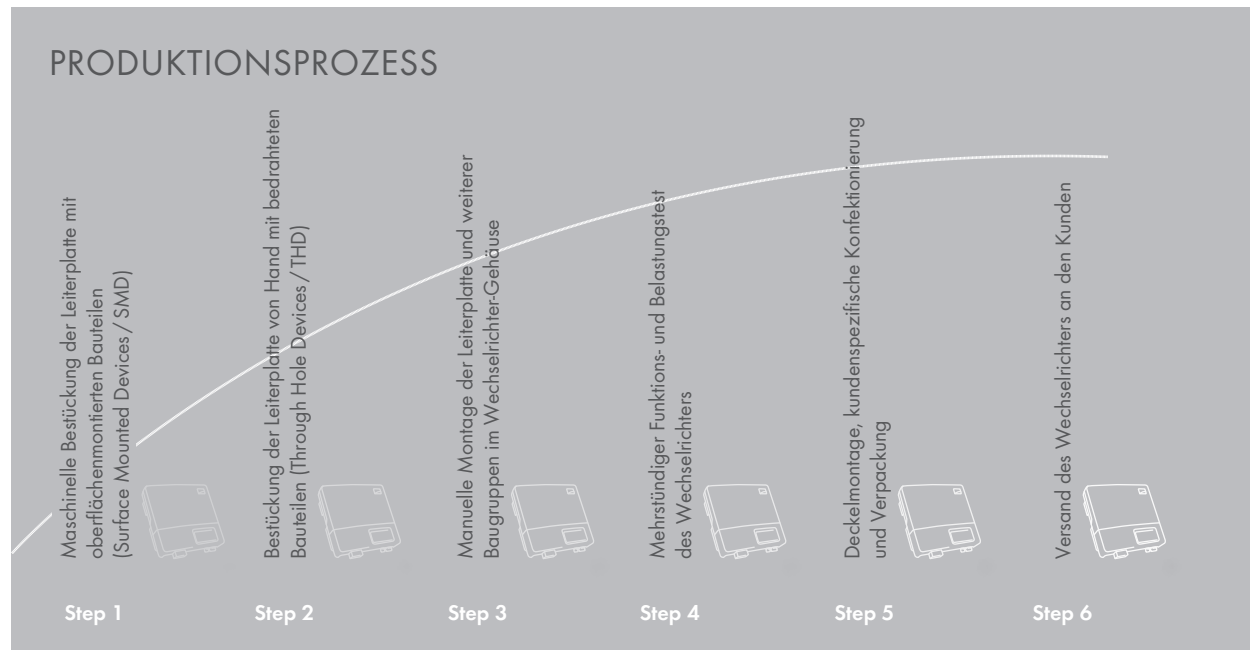 PRODUKTIONSPROZESS
Maschinelle Bestückung der Leiterplatte mit
oberflächenmontierten Bauteilen
(Surface Mounted Devices / SMD)
Step 1
Bestückung der Leiterplatte von Hand mit bedrahteten
Bauteilen (Through Hole Devices / THD)
Step 2
Manuelle Montage der Leiterplatte und weiterer
Baugruppen im Wechselrichter-Gehäuse
Step 3
Mehrstündiger Funktions- und Belastungstest
des Wechselrichters
Step 4
Deckelmontage, kundenspezifische Konfektionierung
und Verpackung
Step 5
Versand des Wechselrichters an den Kunden
Step 6